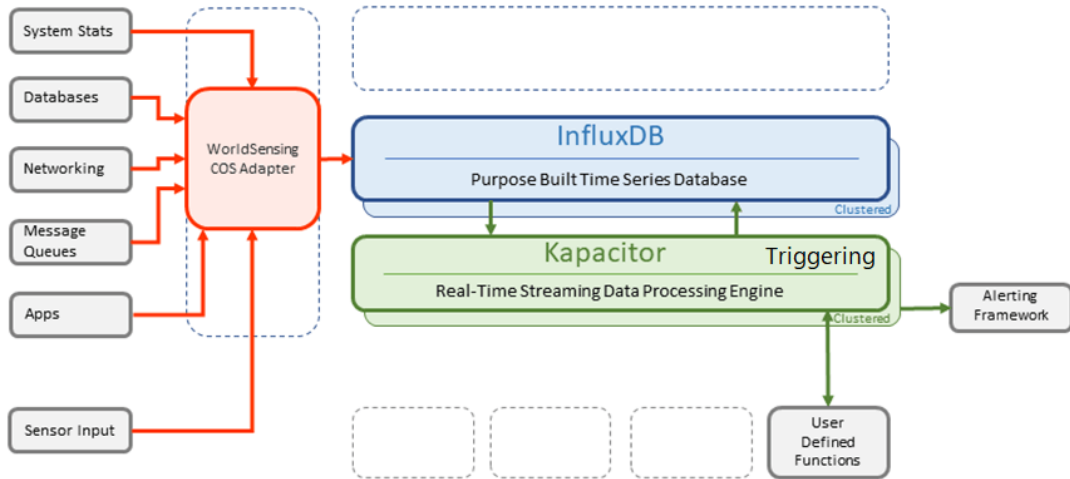 System Stats
Databases
Networking
Message
Queues
Apps
Sensor Input
WorldSensing
COS Adapter
InfluxDB
Purpose Built Time Series Database
Clustered
Kapacitor
Triggering
Real-Time Streaming Data Processing Engine
Clustered
Alerting
Framework
User
Defined
Functions